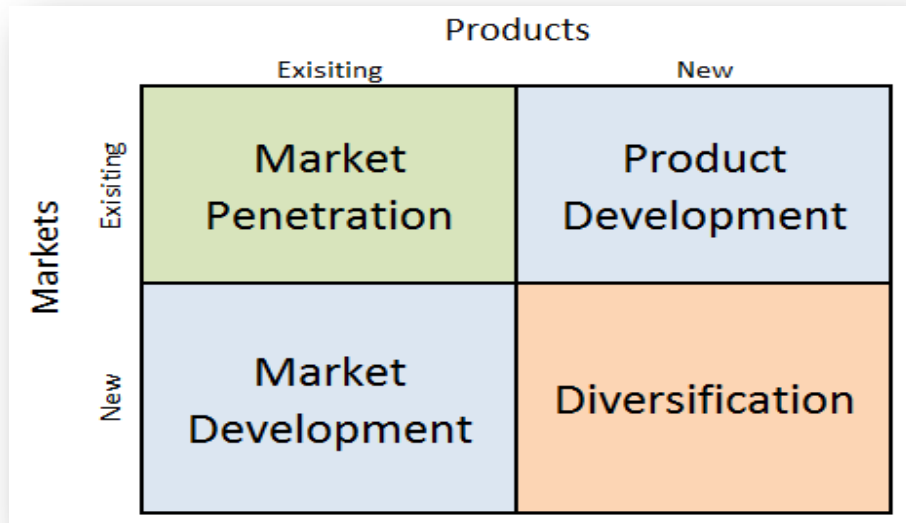 Products
Exisiting New
Markets
Exisiting
Market
Penetration
Product
Development
New
Market
Development
Diversification